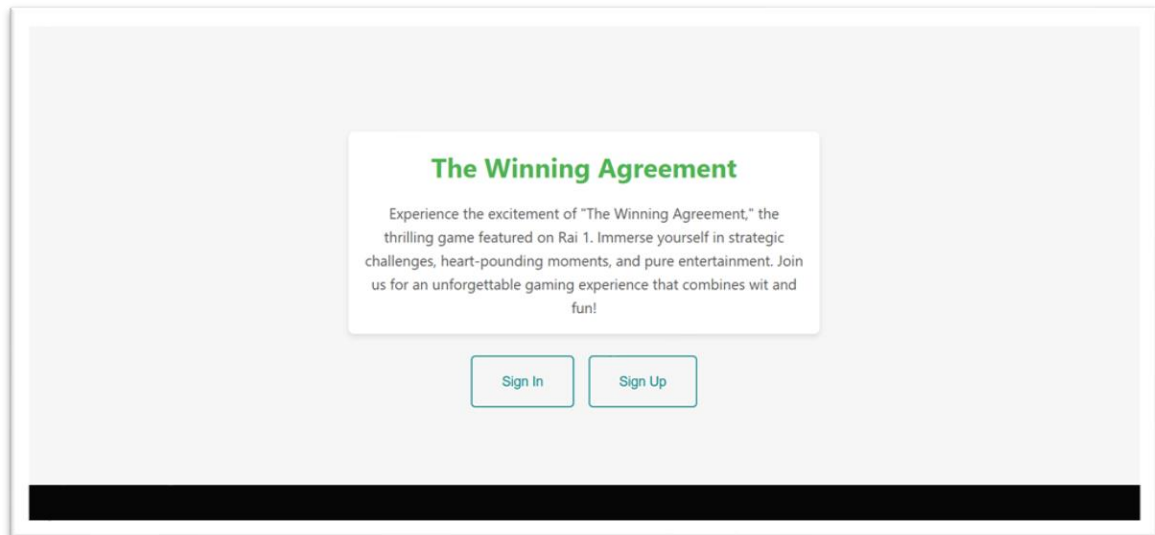 The Winning Agreement
Experience the excitement of "The Winning Agreement," the
thrilling game featured on Rai 1. Immerse yourself in strategic
challenges, heart-pounding moments, and pure entertainment. Join
us for an unforgettable gaming experience that combines wit and
fun!
Sign In
Sign Up